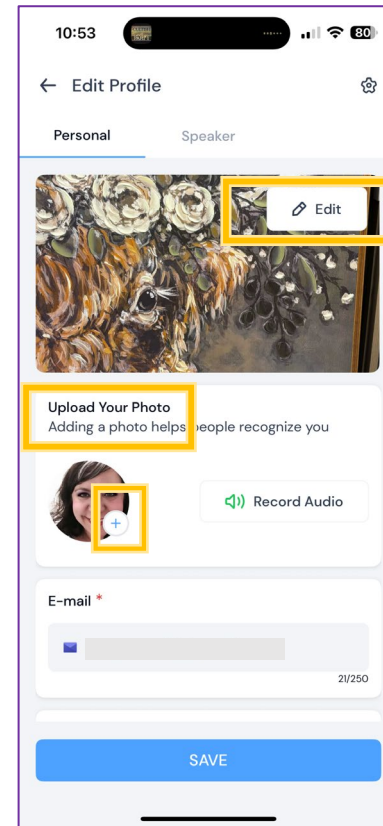 10:53
80
Edit Profile
Personal Speaker
Edit
Upload Your Photo
Adding a photo helps people recognize you
Record Audio
E-mail *
21/250
SAVE